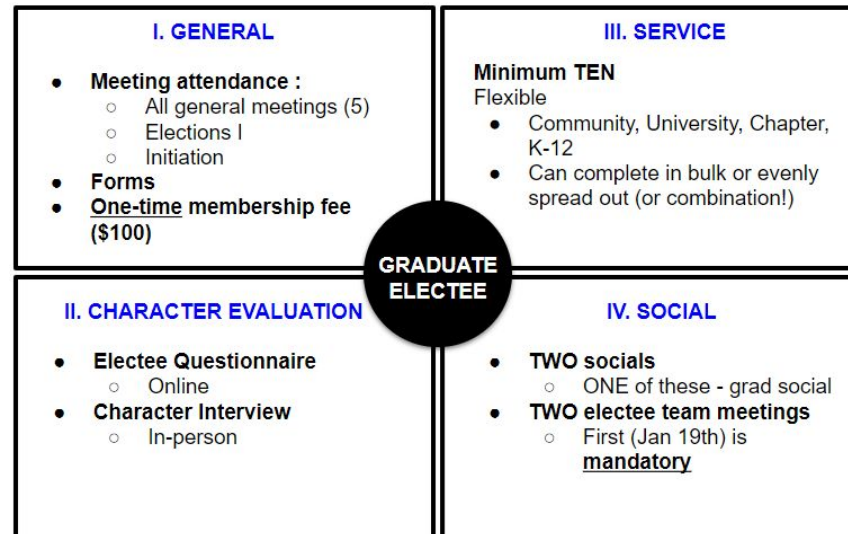 I. GENERAL
● Meeting attendance :
○ All general meetings (5)
○ Elections I
○ Initiation
● Forms
● One-time membership fee
($100)
II. CHARACTER EVALUATION
● Electee Questionnaire
○ Online
● Character Interview
○ In-person
GRADUATE
ELECTEE
III. SERVICE
Minimum TEN
Flexible
● Community, University, Chapter,
K-12
● Can complete in bulk or evenly
spread out (or combination!)
IV. SOCIAL
● TWO socials
○ ONE of these - grad social
● TWO electee team meetings
○ First (Jan 19th) is
mandatory